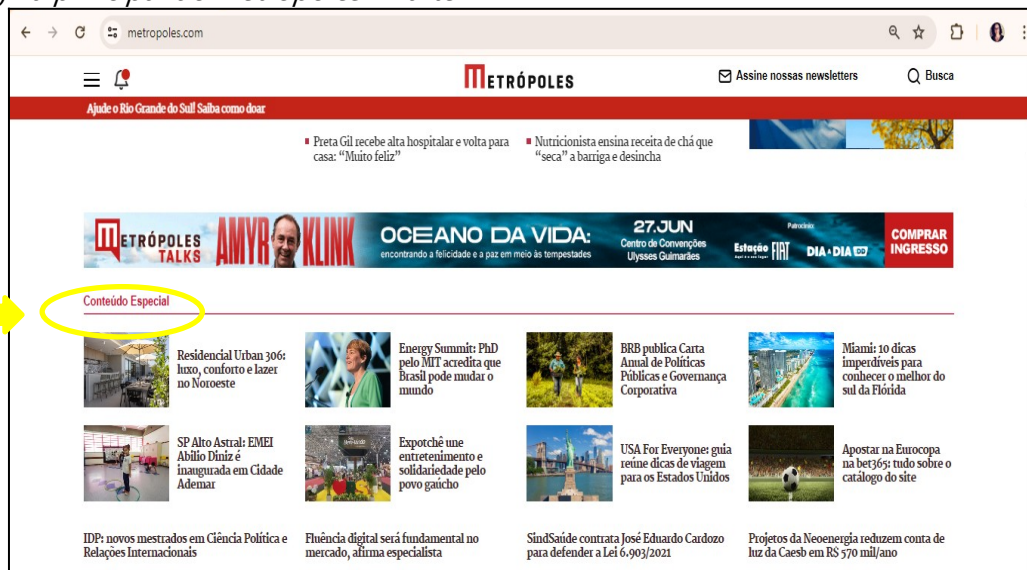 metropoles.com
METRÓPOLES
Assine nossas newsletters
Busca
Ajude o Rio Grande do Sul! Saiba como doar
Preta Gil recebe alta hospitalar e volta para
casa: “Muito feliz”
Nutricionista ensina receita de chá que
“seca” a barriga e desincha
METRÓPOLES
TALKS
AMYR KLINK
OCEANO DA VIDA:
encontrando a felicidade e a paz em meio às tempestades
27.JUN
Centro de Convenções
Ulysses Guimarães
Patrocínio:
Estação FIAT
DIA A DIA
COMPRAR
INGRESSO
Conteúdo Especial
Residencial Urban 306:
luxo, conforto e lazer
no Noroeste
Energy Summit: PhD
pelo MIT acredita que
Brasil pode mudar o
mundo
BRB publica Carta
Anual de Políticas
Públicas e Governança
Corporativa
Miami: 10 dicas
imperdíveis para
conhecer o melhor do
sul da Flórida
SP Alto Astral: EMEI
Abilio Diniz é
inaugurada em Cidade
Ademar
Expotchê une
entretenimento e
solidariedade pelo
povo gaúcho
USA For Everyone: guia
reúne dicas de viagem
para os Estados Unidos
Apostar na Eurocopa
na bet365: tudo sobre o
catálogo do site
IDP: novos mestrados em Ciência Política e
Relações Internacionais
Fluência digital será fundamental no
mercado, afirma especialista
SindSaúde contrata José Eduardo Cardozo
para defender a Lei 6.903/2021
Projetos da Neoenergia reduzem conta de
luz da Caesb em R$ 570 mil/ano